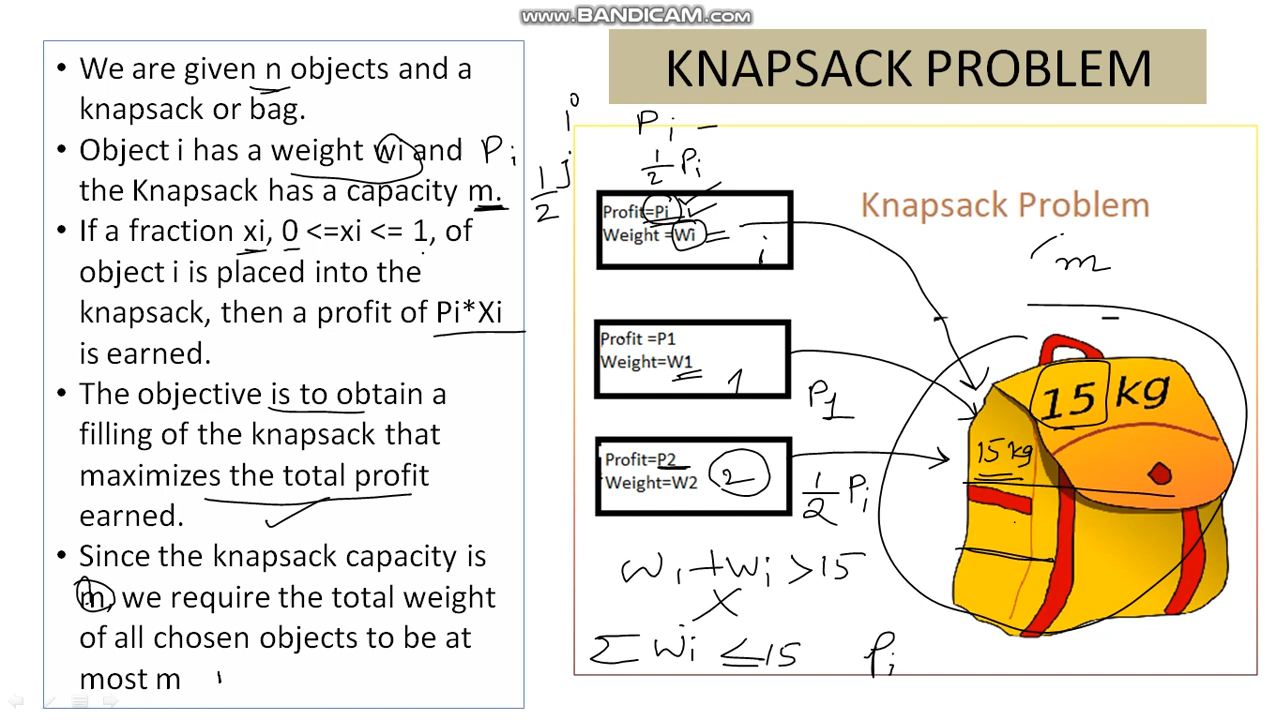 www.BANDICAM.com
• We are given n objects and a
knapsack or bag.
• Object i has a weight wi and Pi
the Knapsack has a capacity m.
• If a fraction xi, 0 <=xi <= 1, of
object i is placed into the
knapsack, then a profit of Pi*Xi
is earned.
• The objective is to obtain a
filling of the knapsack that
maximizes the total profit
earned.
• Since the knapsack capacity is
m, we require the total weight
of all chosen objects to be at
most m
KNAPSACK PROBLEM
i
j
1/2
Pi –
1/2 Pi
Profit=Pi
Weight =Wi
i
Knapsack Problem
m
Profit =P1
Weight=W1
1
P1
Profit=P2
Weight=W2
2
1/2 Pi
15 kg
15 kg
W1+Wi >15
X
∑ Wi ≤15
Pi